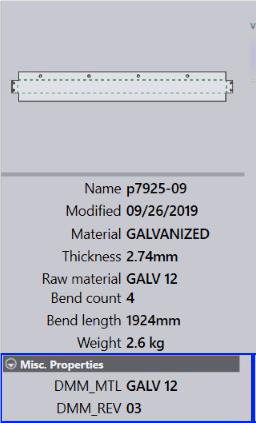 Name p7925-09
Modified 09/26/2019
Material GALVANIZED
Thickness 2.74mm
Raw material GALV 12
Bend count 4
Bend length 1924mm
Weight 2.6 kg
Misc. Properties
DMM_MTL GALV 12
DMM_REV 03